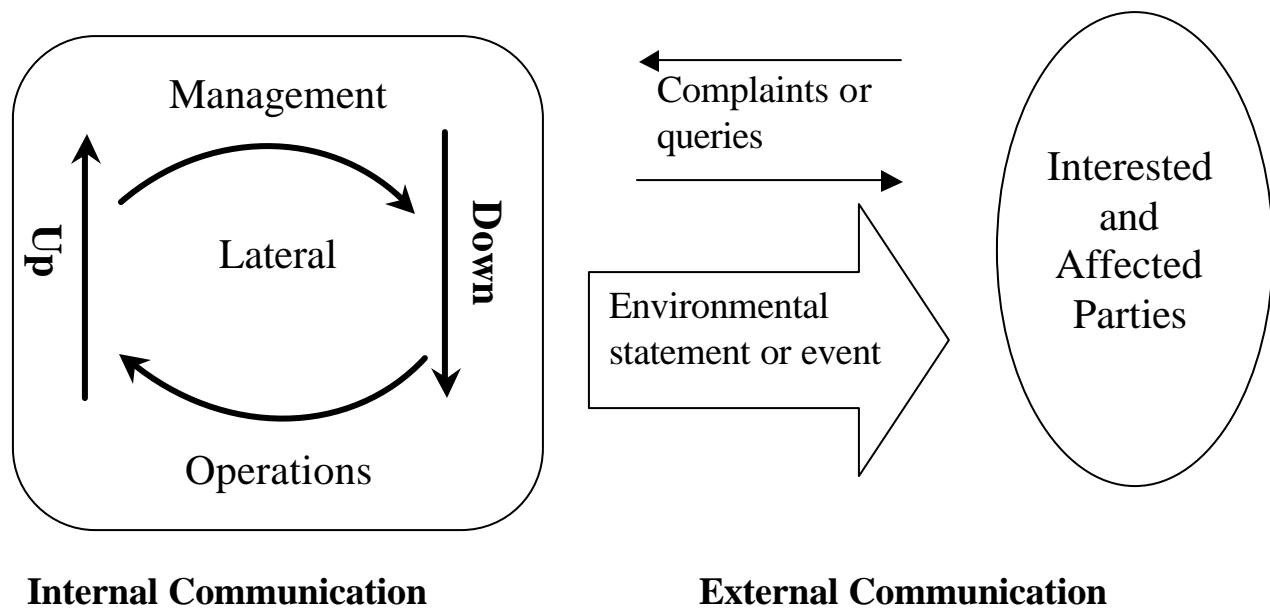 Management
Up
Lateral
Down
Operations
Complaints or
queries
Environmental
statement or event
Interested
and
Affected
Parties
Internal Communication
External Communication